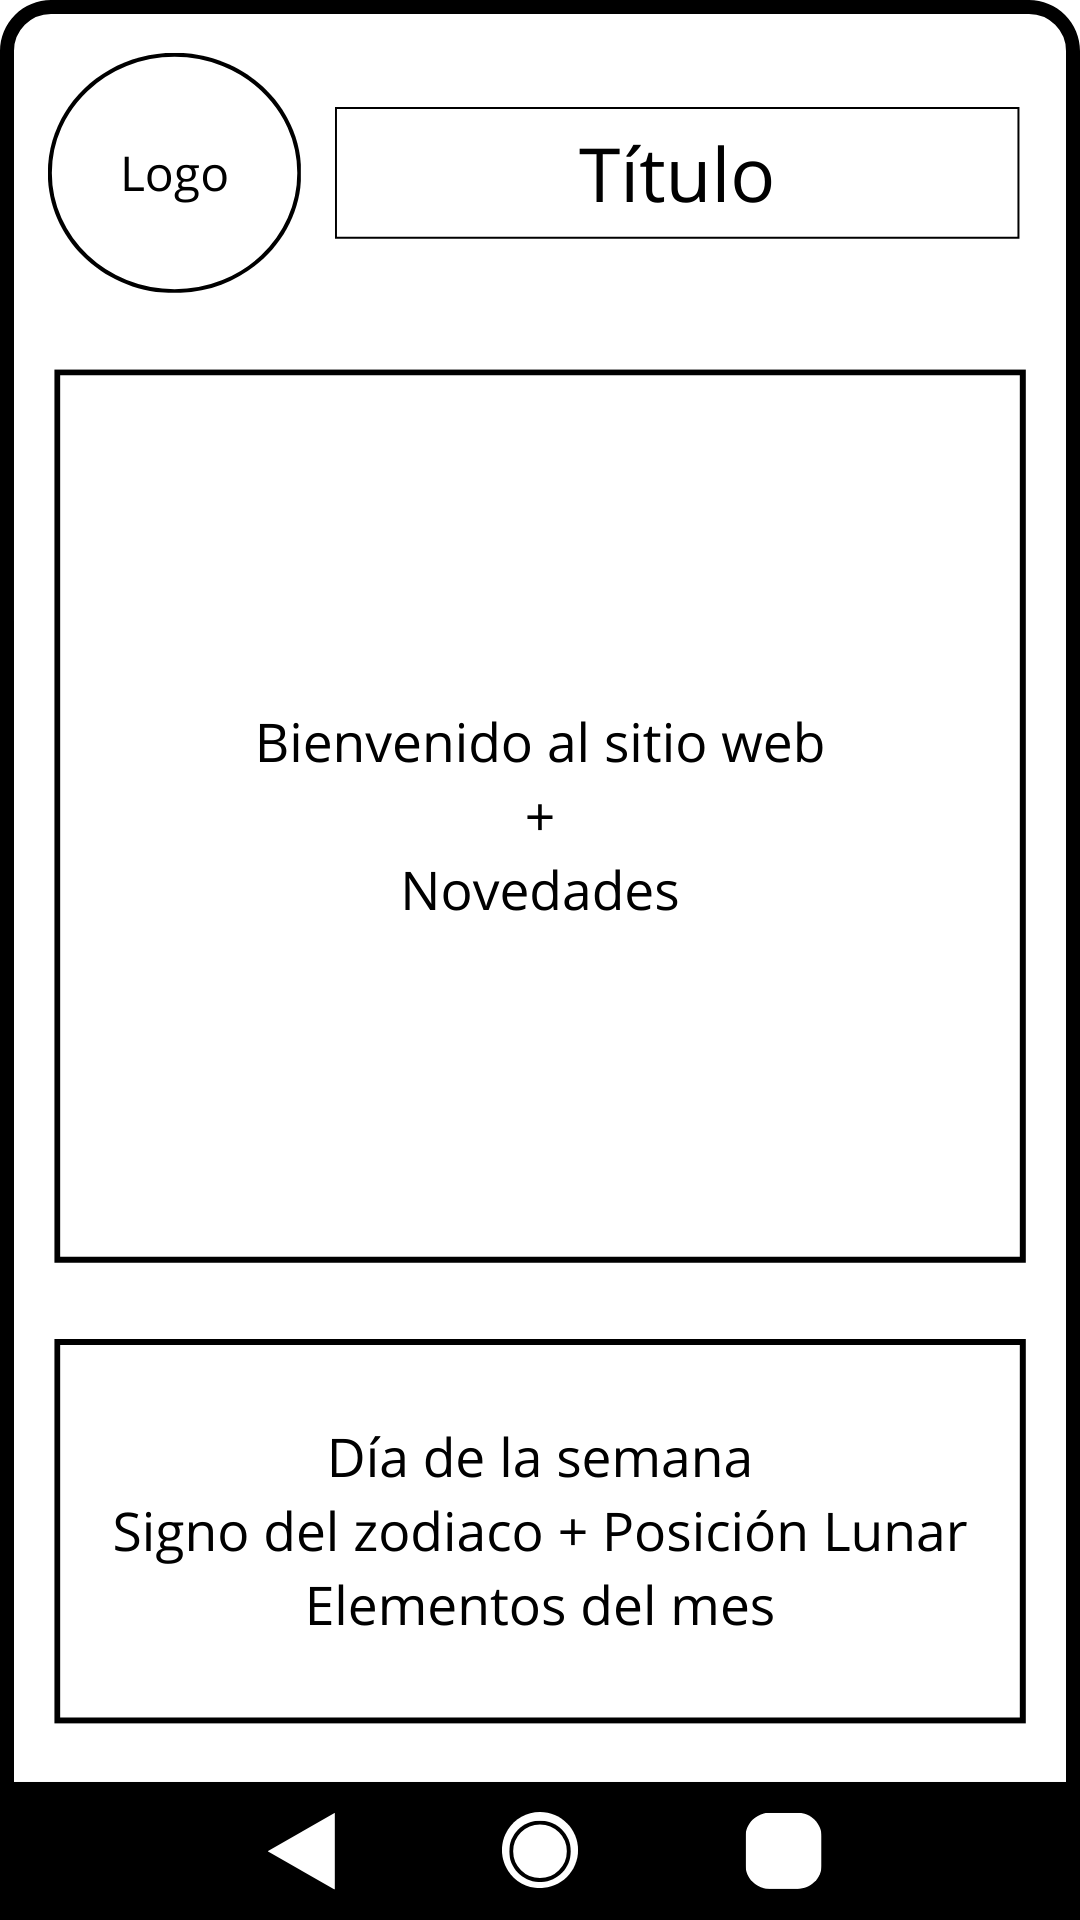 Logo
Título
Bienvenido al sitio web
+
Novedades
Día de la semana
Signo del zodiaco + Posición Lunar
Elementos del mes